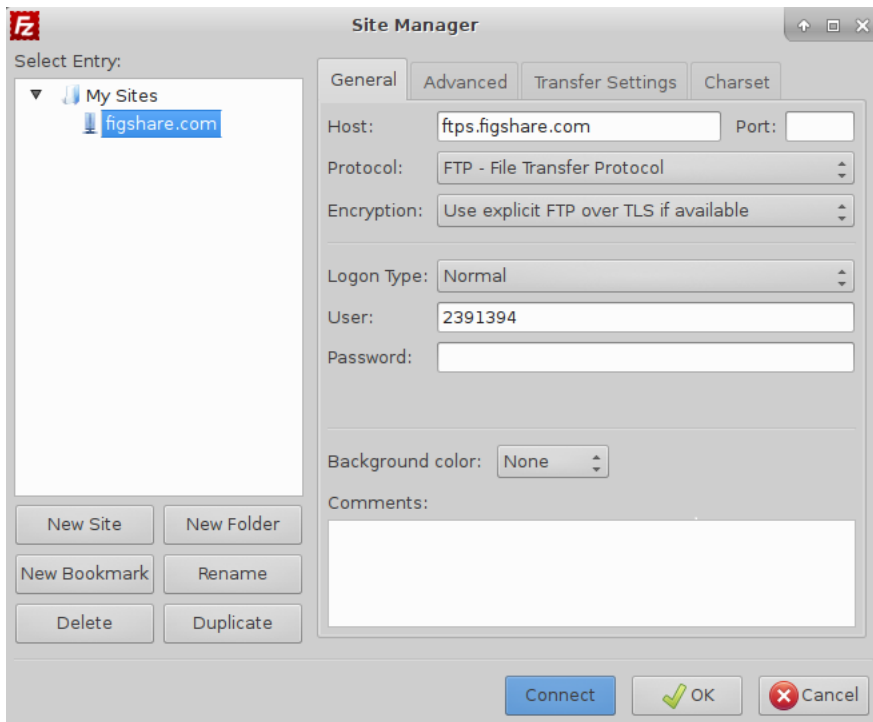 Fz
Site Manager
Select Entry:
My Sites
figshare.com
New Site New Folder
New Bookmark Rename
Delete Duplicate
General Advanced Transfer Settings Charset
Host: ftps.figshare.com Port:
Protocol: FTP - File Transfer Protocol
Encryption: Use explicit FTP over TLS if available
Logon Type: Normal
User: 2391394
Password:
Background color: None
Comments:
Connect OK Cancel